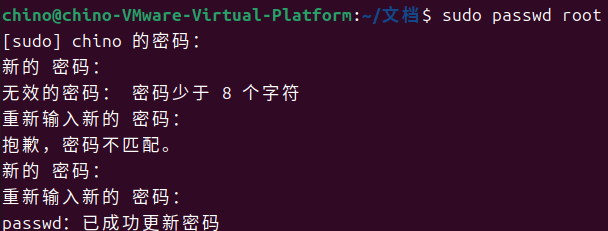 chino@chino-VMware-Virtual-Platform:~/文档$ sudo passwd root
[sudo] chino 的密码：
新的 密码：
无效的密码： 密码少于 8 个字符
重新输入新的 密码：
抱歉，密码不匹配。
新的 密码：
重新输入新的 密码：
passwd：已成功更新密码